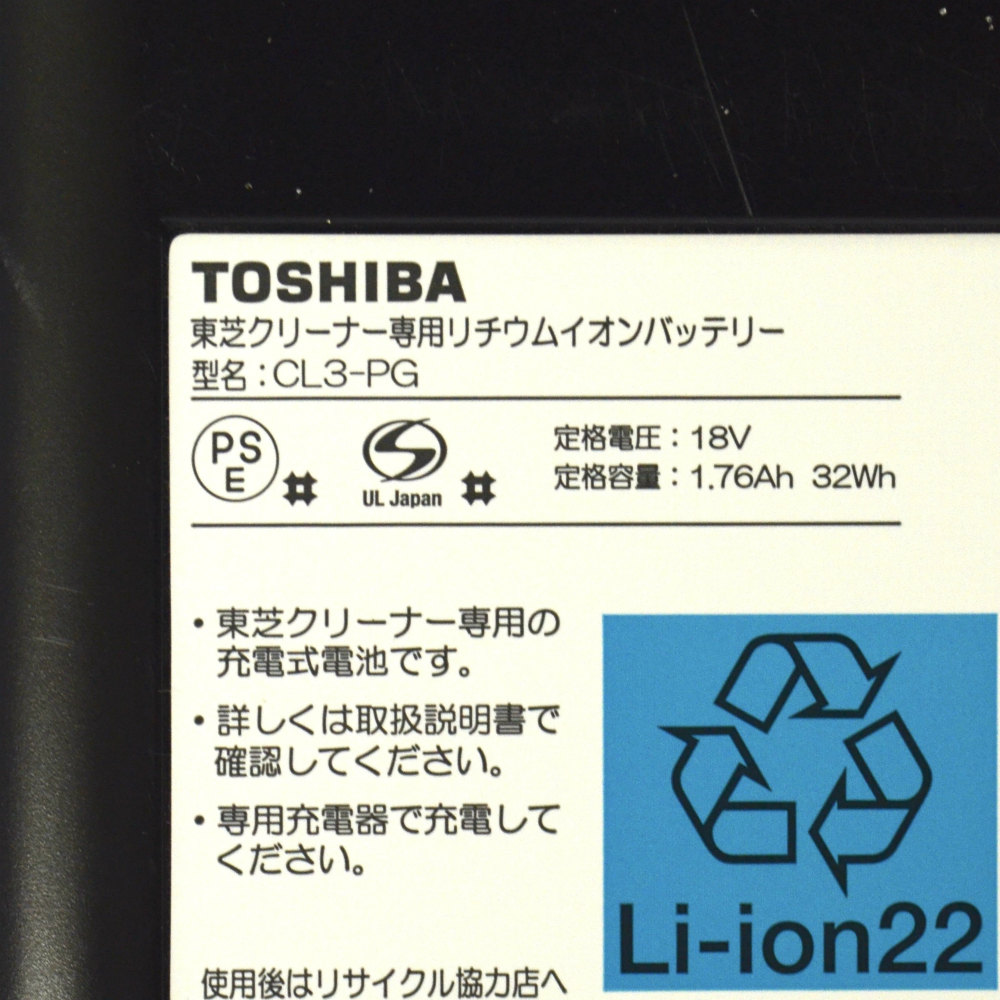 TOSHIBA
東芝クリーナー専用リチウムイオンバッテリー
型名：CL3-PG
PS
E
UL Japan
定格電圧：18V
定格容量：1.76Ah 32Wh
・東芝クリーナー専用の
充電式電池です。
・詳しくは取扱説明書で
確認してください。
・専用充電器で充電して
ください。
Li-ion22
使用後はリサイクル協力店へ